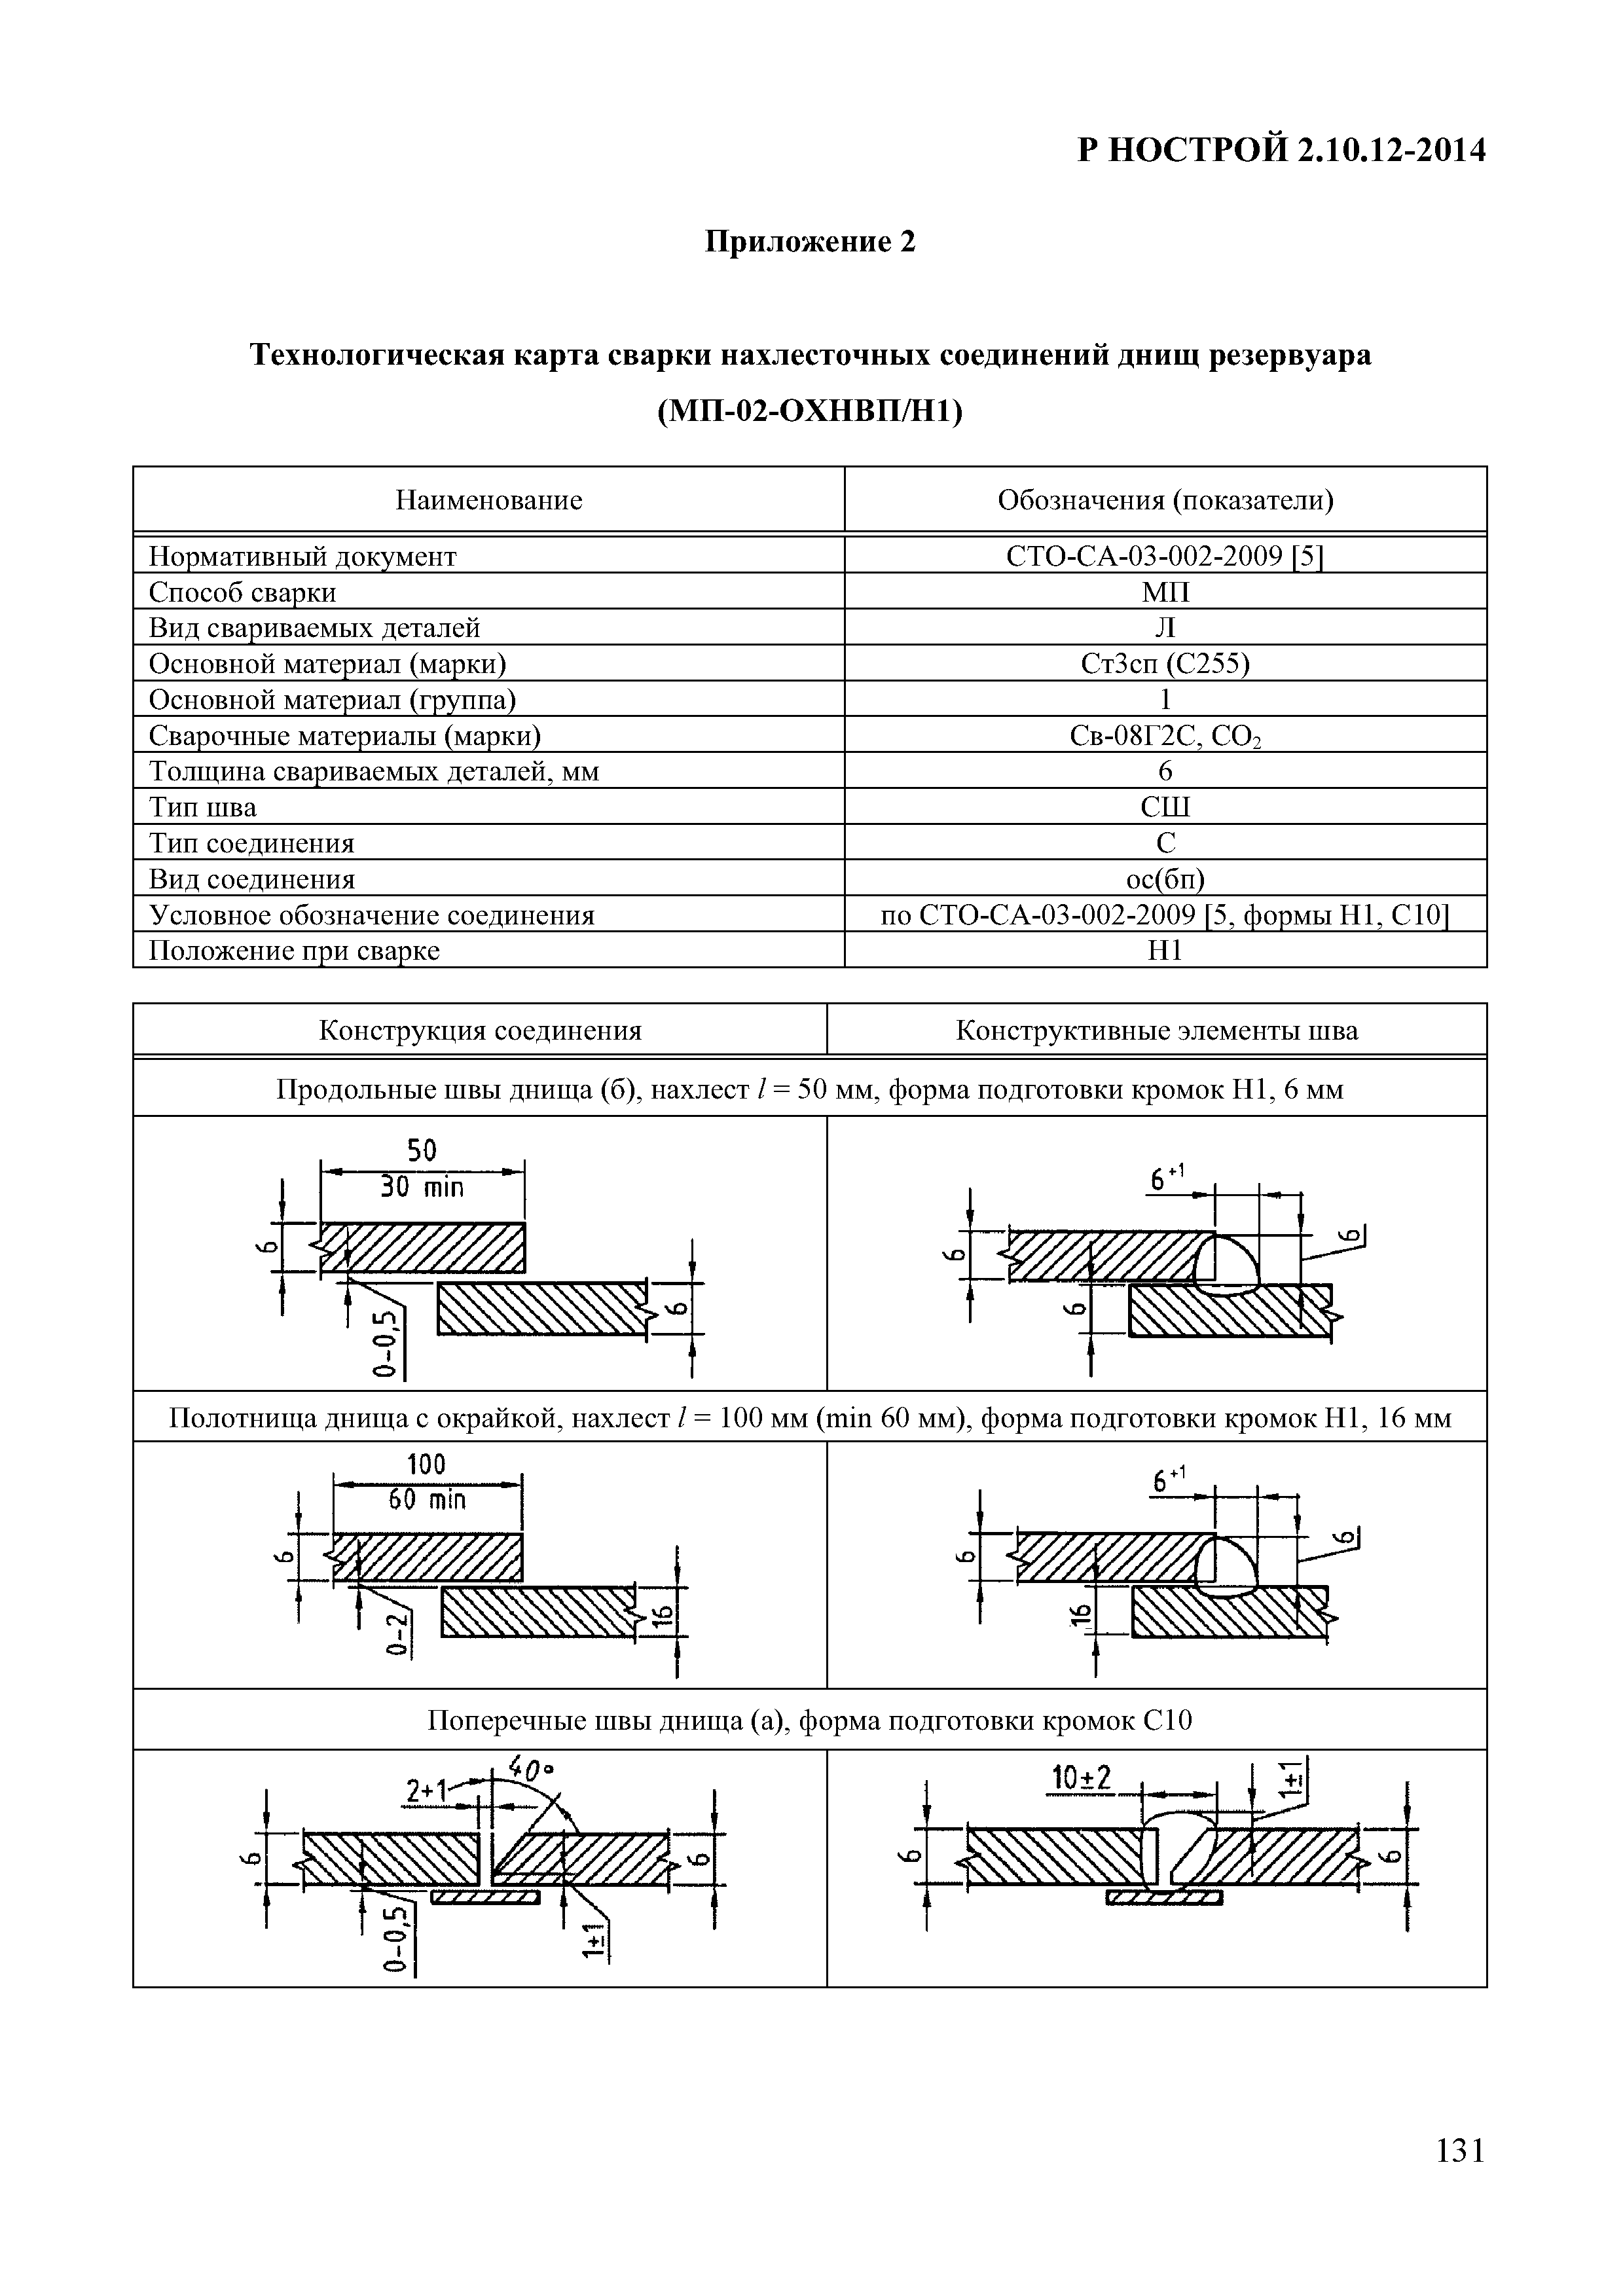 Р НОСТРОЙ 2.10.12-2014
Приложение 2
Технологическая карта сварки нахлесточных соединений днищ резервуара
(МП-02-ОХНВП/Н1)
Наименование Обозначения (показатели)
Нормативный документ СТО-СА-03-002-2009 [5]
Способ сварки МП
Вид свариваемых деталей Л
Основной материал (марки) Ст3сп (С255)
Основной материал (группа) 1
Сварочные материалы (марки) Св-08Г2С, СО₂
Толщина свариваемых деталей, мм 6
Тип шва СШ
Тип соединения С
Вид соединения ос(бп)
Условное обозначение соединения по СТО-СА-03-002-2009 [5, формы Н1, С10]
Положение при сварке Н1
Конструкция соединения Конструктивные элементы шва
Продольные швы днища (б), нахлест l = 50 мм, форма подготовки кромок Н1, 6 мм
50
30 min
6
0-0,5
6
6⁺¹
6
6
6
Полотнища днища с окрайкой, нахлест l = 100 мм (min 60 мм), форма подготовки кромок Н1, 16 мм
100
60 min
6
0-2
16
6⁺¹
6
6
16
Поперечные швы днища (а), форма подготовки кромок С10
2+1
40°
6
6
0-0,5
1±1
10±2
1±1
6
6
131